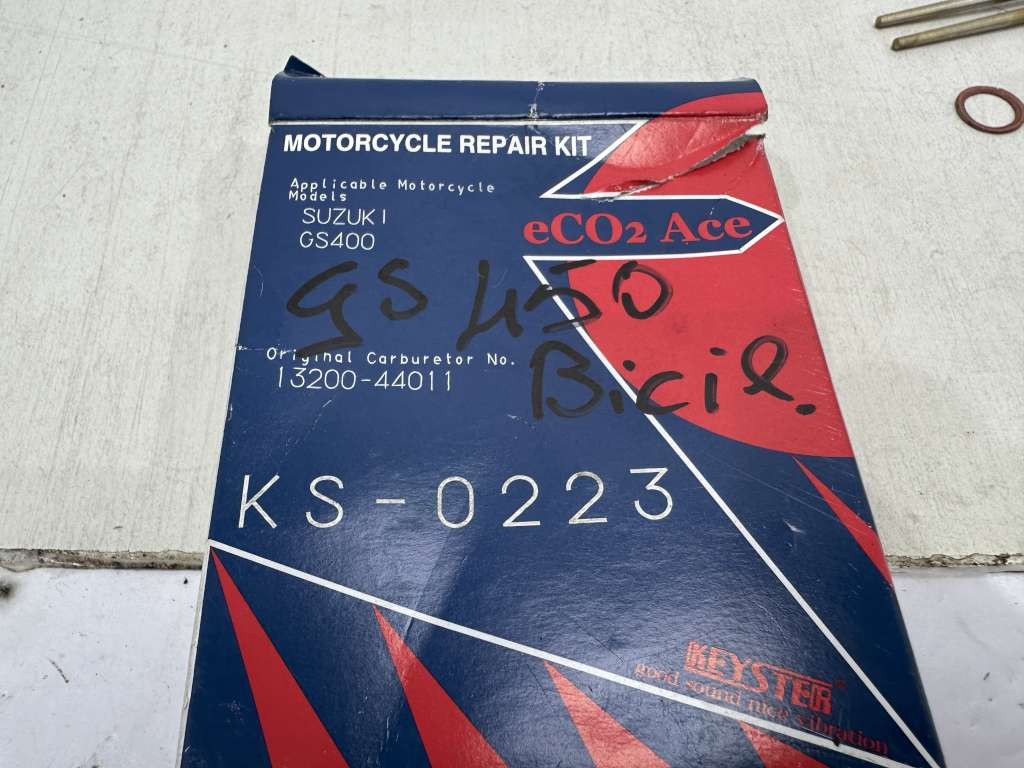 MOTORCYCLE REPAIR KIT
Applicable Motorcycle
Models
SUZUKI
GS400
eCO2 Ace
GS 450
Original Carburetor No.
13200-44011
Bicil.
KS-0223
KEYSTER
good sound nice vibration